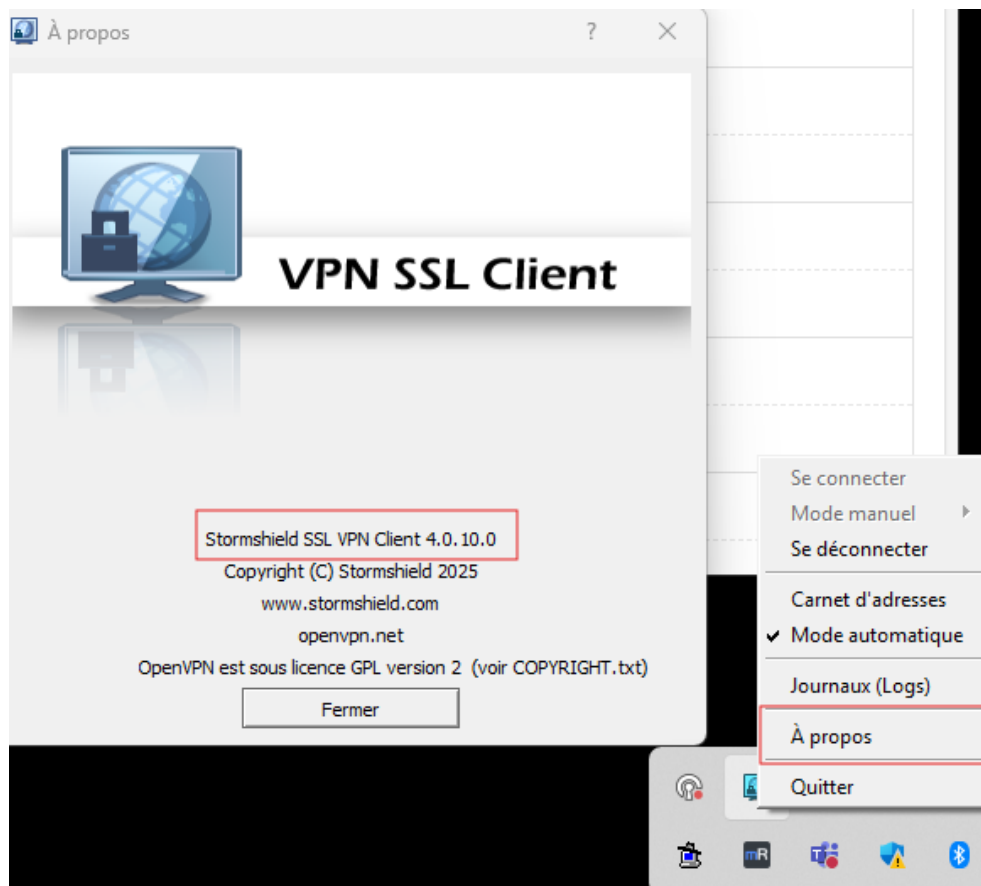 À propos
?
VPN SSL Client
Stormshield SSL VPN Client 4.0.10.0
Copyright (C) Stormshield 2025
www.stormshield.com
openvpn.net
OpenVPN est sous licence GPL version 2 (voir COPYRIGHT.txt)
Fermer
Se connecter
Mode manuel
Se déconnecter
Carnet d'adresses
Mode automatique
Journaux (Logs)
À propos
Quitter
mR